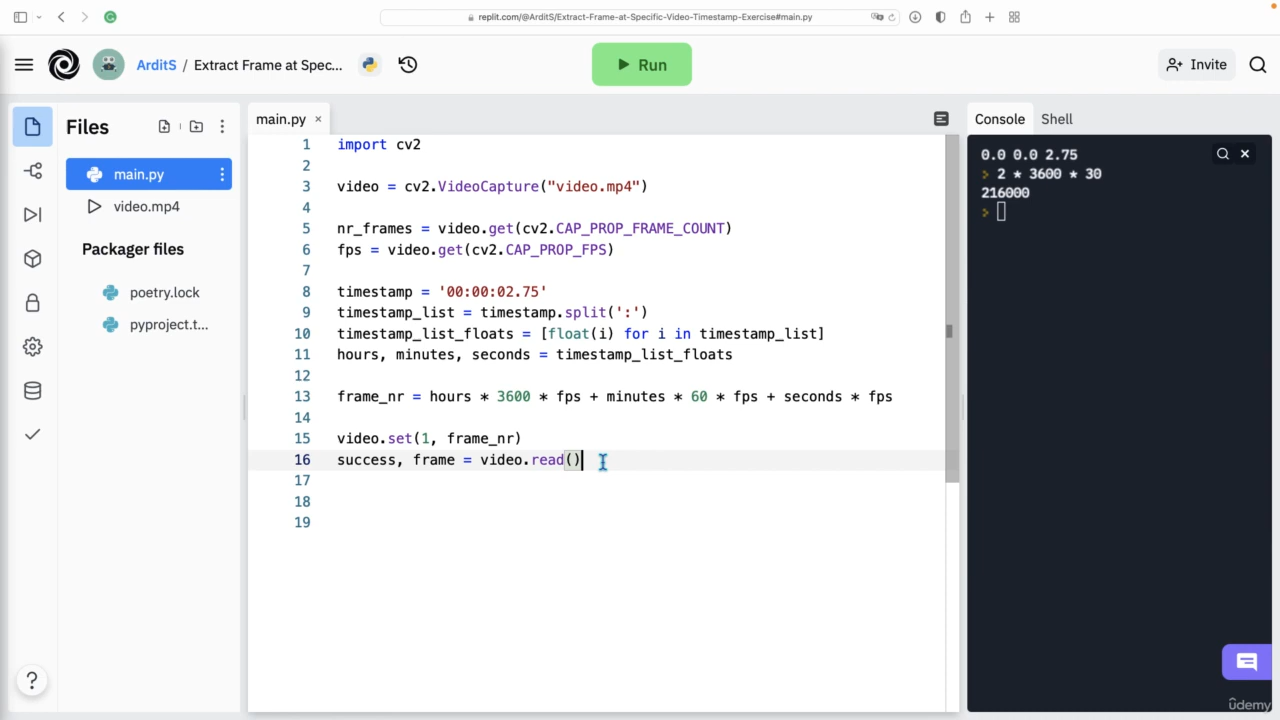 replit.com/@ArditS/Extract-Frame-at-Specific-Video-Timestamp-Exercise#main.py
ArditS / Extract Frame at Spec...
Run
Invite
Files
main.py
video.mp4
Packager files
poetry.lock
pyproject.t...
main.py ×
1 import cv2
2
3 video = cv2.VideoCapture("video.mp4")
4
5 nr_frames = video.get(cv2.CAP_PROP_FRAME_COUNT)
6 fps = video.get(cv2.CAP_PROP_FPS)
7
8 timestamp = '00:00:02.75'
9 timestamp_list = timestamp.split(':')
10 timestamp_list_floats = [float(i) for i in timestamp_list]
11 hours, minutes, seconds = timestamp_list_floats
12
13 frame_nr = hours * 3600 * fps + minutes * 60 * fps + seconds * fps
14
15 video.set(1, frame_nr)
16 success, frame = video.read()
17
18
19
Console
Shell
0.0 0.0 2.75
2 * 3600 * 30
216000
?
ûdemy